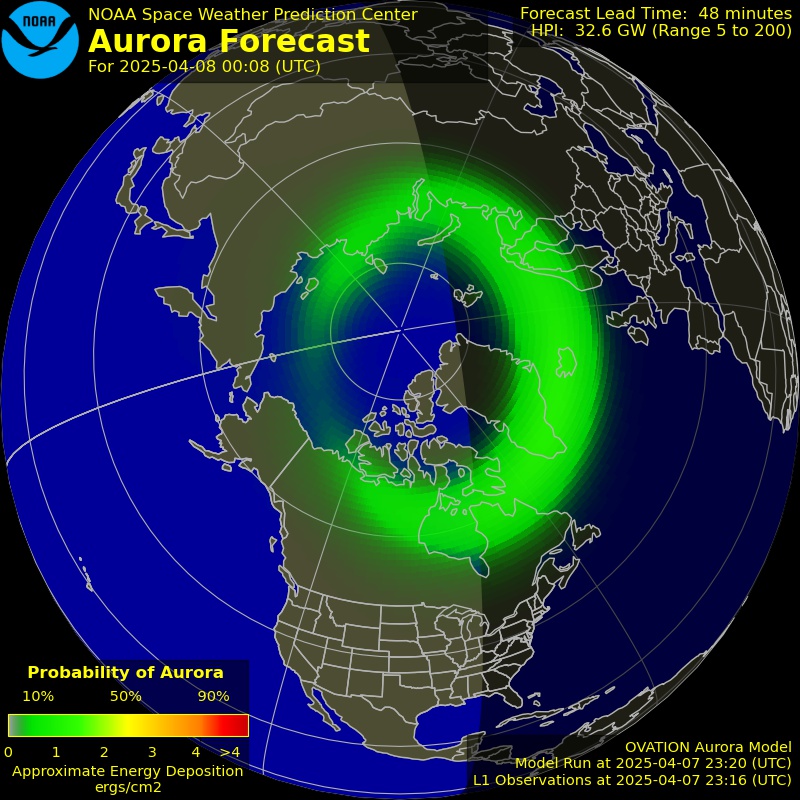 NOAA
NOAA Space Weather Prediction Center
Aurora Forecast
For 2025-04-08 00:08 (UTC)
Forecast Lead Time: 48 minutes
HPI: 32.6 GW (Range 5 to 200)
Probability of Aurora
10% 50% 90%
0 1 2 3 4 >4
Approximate Energy Deposition
ergs/cm2
OVATION Aurora Model
Model Run at 2025-04-07 23:20 (UTC)
L1 Observations at 2025-04-07 23:16 (UTC)